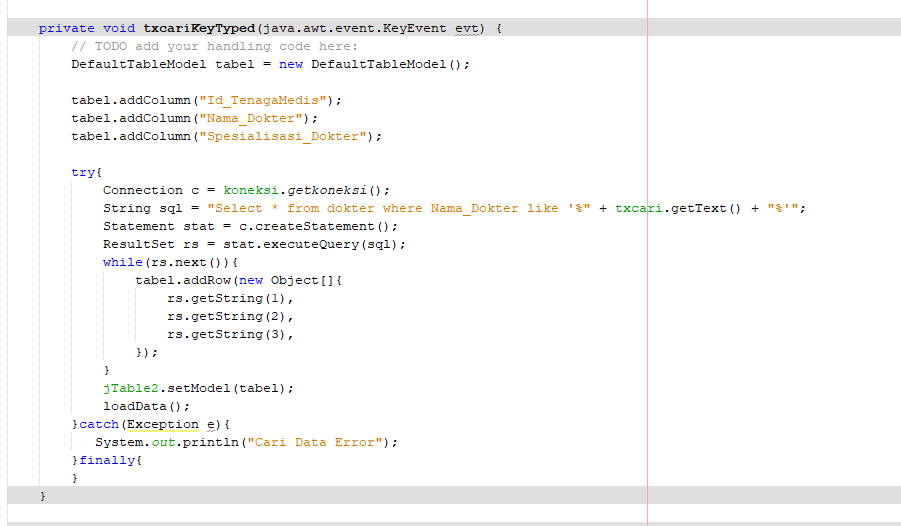 private void txcariKeyTyped(java.awt.event.KeyEvent evt) {
// TODO add your handling code here:
DefaultTableModel tabel = new DefaultTableModel();
tabel.addColumn("Id_TenagaMedis");
tabel.addColumn("Nama_Dokter");
tabel.addColumn("Spesialisasi_Dokter");
try{
Connection c = koneksi.getkoneksi();
String sql = "Select * from dokter where Nama_Dokter like '%" + txcari.getText() + "%'";
Statement stat = c.createStatement();
ResultSet rs = stat.executeQuery(sql);
while(rs.next()){
tabel.addRow(new Object[]{
rs.getString(1),
rs.getString(2),
rs.getString(3),
});
}
jTable2.setModel(tabel);
loadData();
}catch(Exception e){
System.out.println("Cari Data Error");
}finally{
}
}